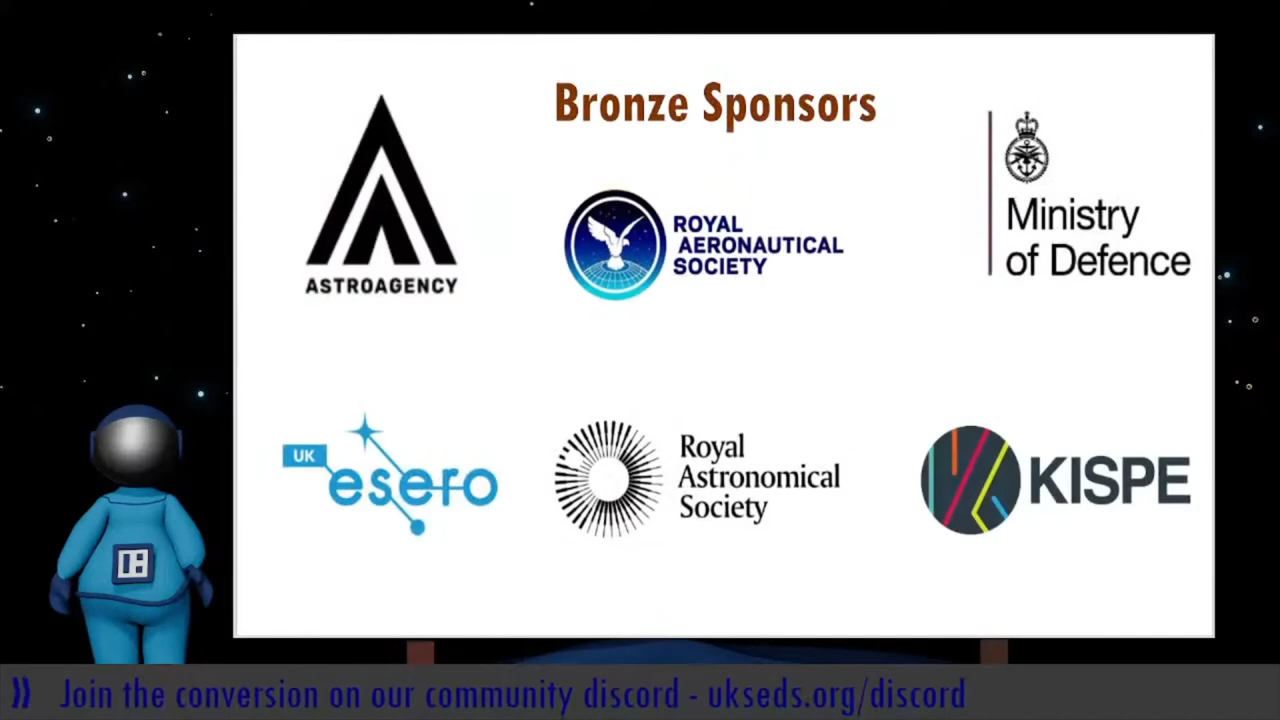 Bronze Sponsors
ASTROAGENCY
ROYAL
AERONAUTICAL
SOCIETY
Ministry
of Defence
UK
esero
Royal
Astronomical
Society
KISPE
Join the conversion on our community discord - ukseds.org/discord